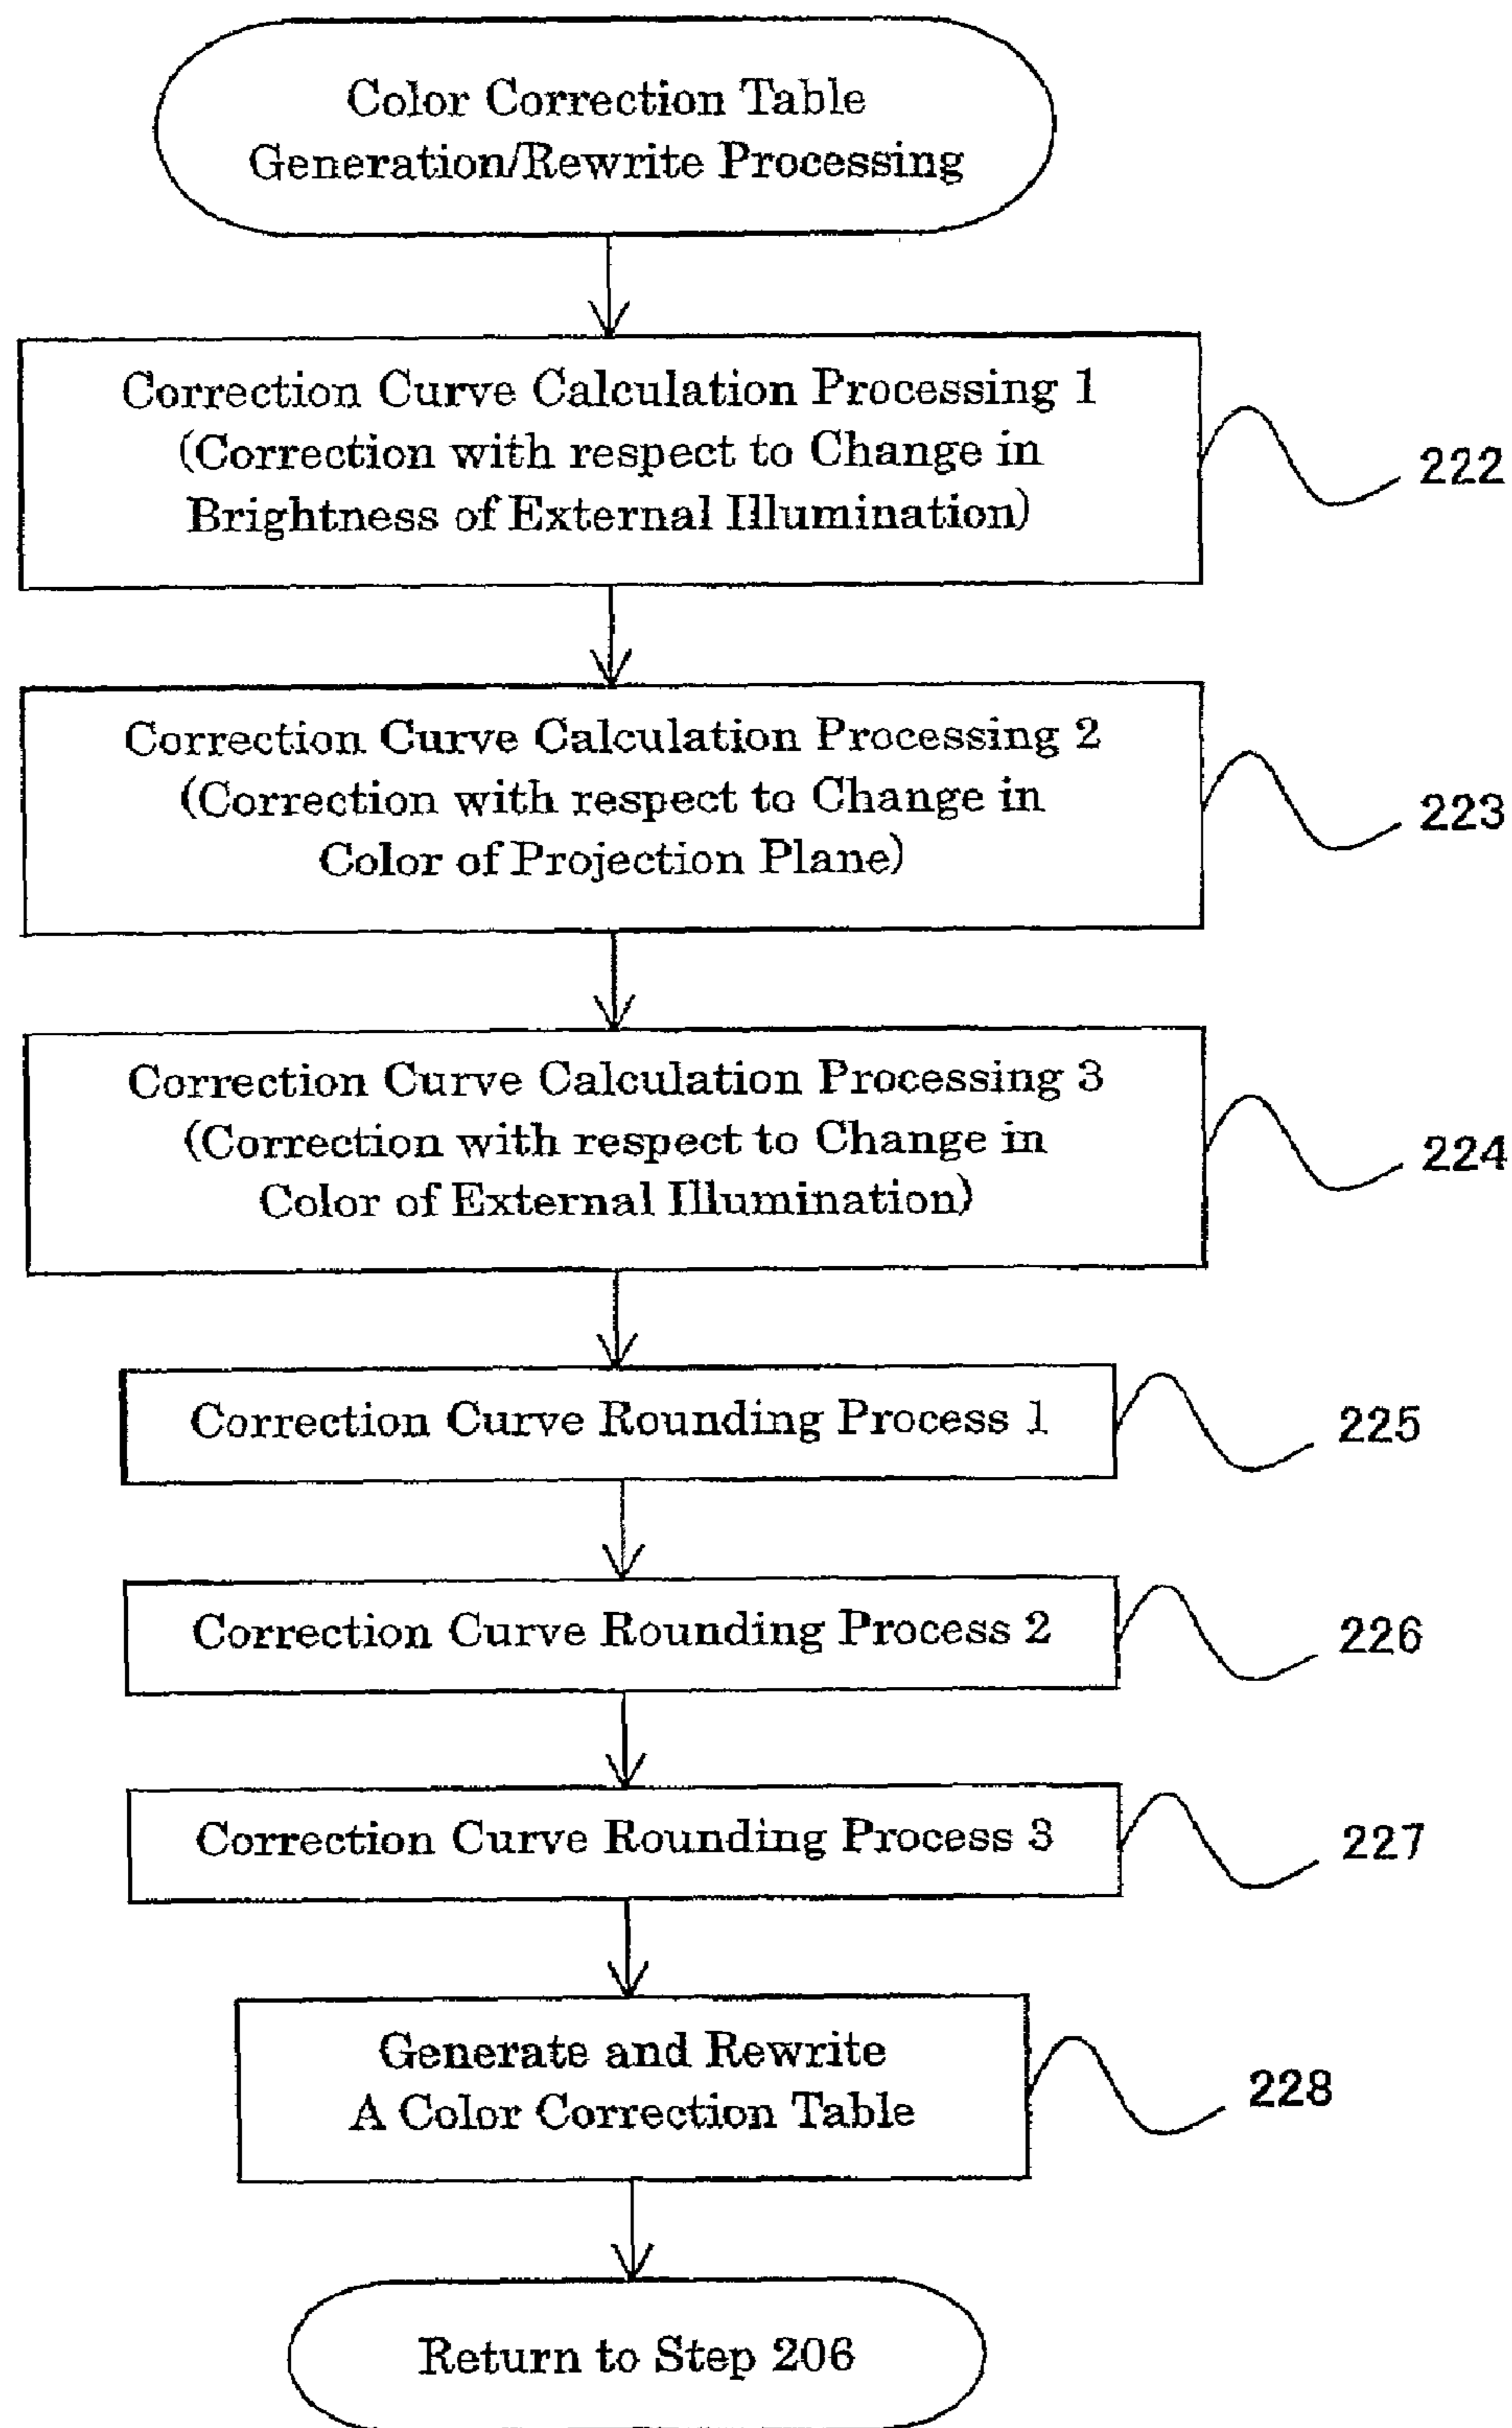 Color Correction Table
Generation/Rewrite Processing
Correction Curve Calculation Processing 1
(Correction with respect to Change in
Brightness of External Illumination)
222
Correction Curve Calculation Processing 2
(Correction with respect to Change in
Color of Projection Plane)
223
Correction Curve Calculation Processing 3
(Correction with respect to Change in
Color of External Illumination)
224
Correction Curve Rounding Process 1
225
Correction Curve Rounding Process 2
226
Correction Curve Rounding Process 3
227
Generate and Rewrite
A Color Correction Table
228
Return to Step 206